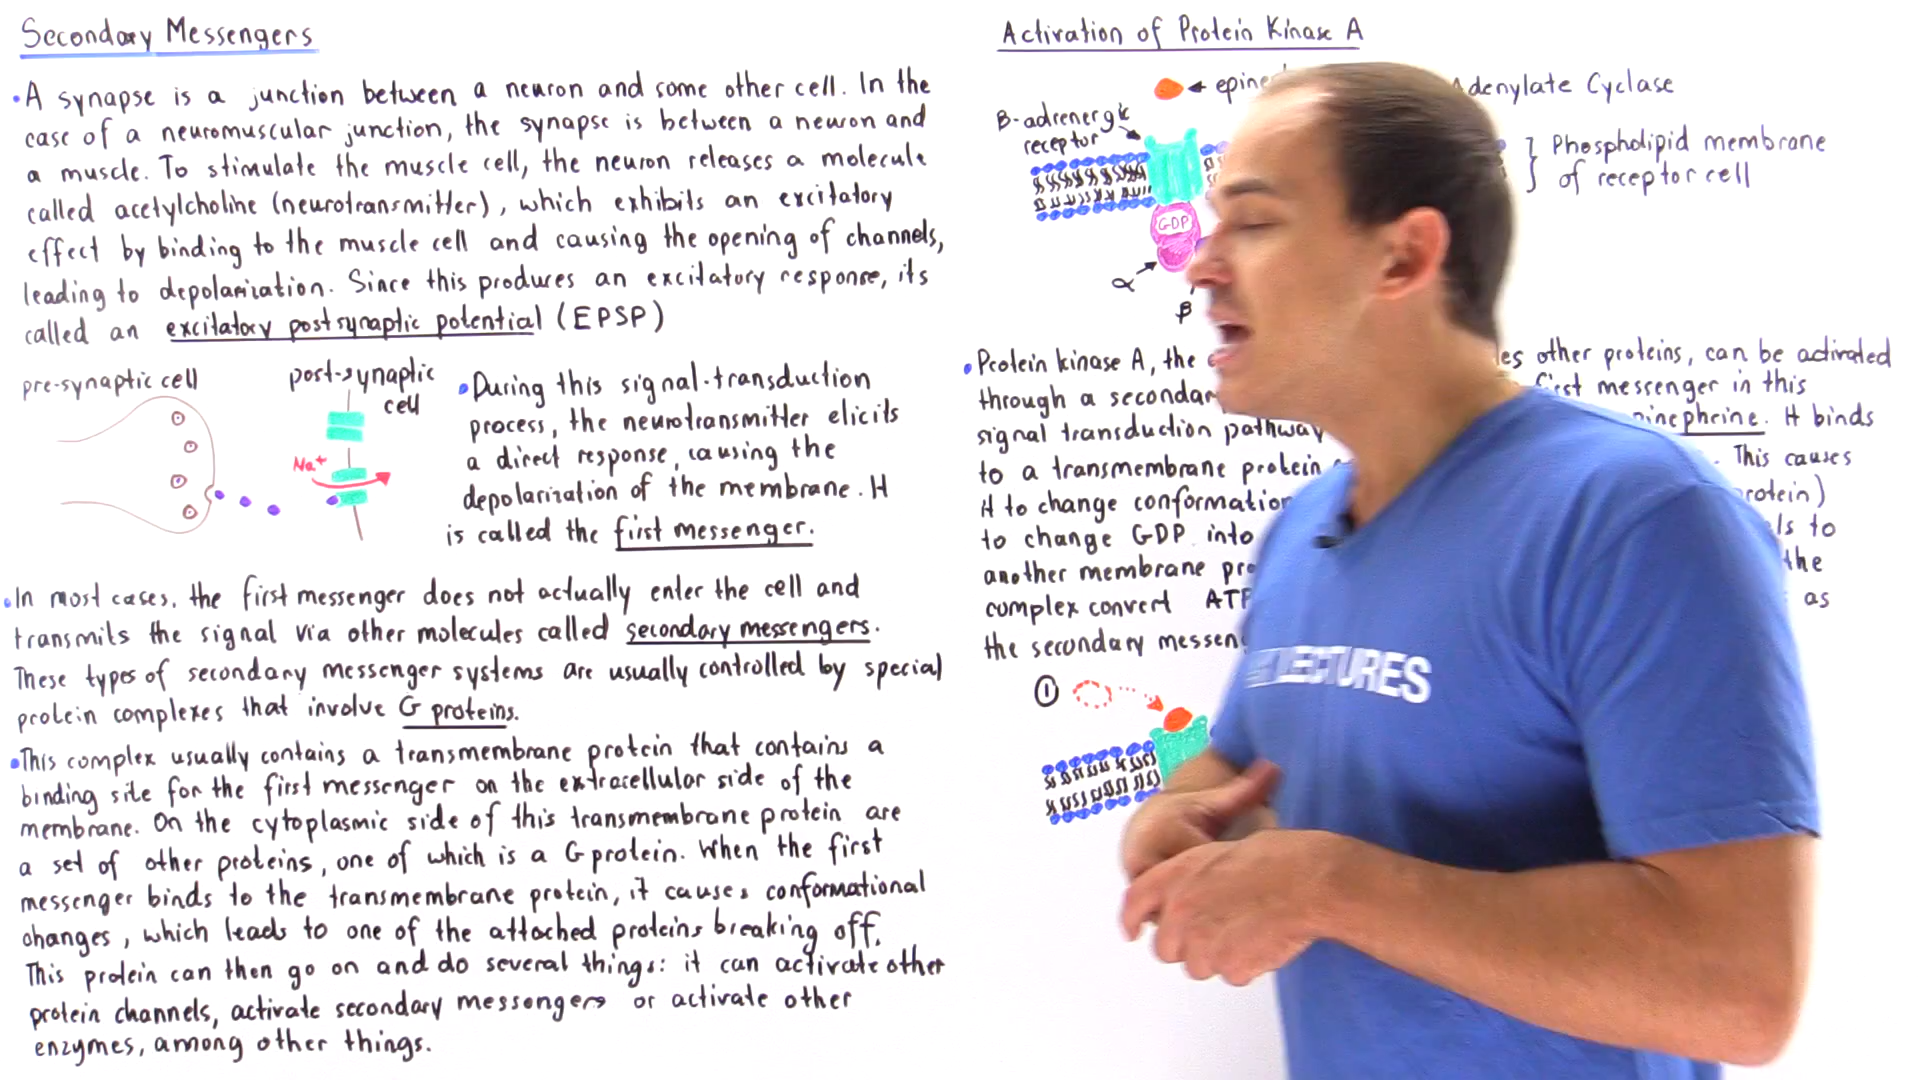 Secondary Messengers
• A synapse is a junction between a neuron and some other cell. In the
case of a neuromuscular junction, the synapse is between a neuron and
a muscle. To stimulate the muscle cell, the neuron releases a molecule
called acetylcholine (neurotransmitter), which exhibits an excitatory
effect by binding to the muscle cell and causing the opening of channels,
leading to depolarization. Since this produces an excitatory response, its
called an excitatory postsynaptic potential (EPSP)
pre-synaptic cell
post-synaptic
cell
Na+
• During this signal-transduction
process, the neurotransmitter elicits
a direct response, causing the
depolarization of the membrane. It
is called the first messenger.
• In most cases, the first messenger does not actually enter the cell and
transmits the signal via other molecules called secondary messengers.
These types of secondary messenger systems are usually controlled by special
protein complexes that involve G proteins.
• This complex usually contains a transmembrane protein that contains a
binding site for the first messenger on the extracellular side of the
membrane. On the cytoplasmic side of this transmembrane protein are
a set of other proteins, one of which is a G protein. When the first
messenger binds to the transmembrane protein, it causes conformational
changes, which leads to one of the attached proteins breaking off.
This protein can then go on and do several things: it can activate other
protein channels, activate secondary messengers or activate other
enzymes, among other things.
Activation of Protein Kinase A
Adenylate Cyclase
B-adrenergic
receptor
Phospholipid membrane
of receptor cell
GDP
α
β
• Protein kinase A, the other proteins, can be activated
through a messenger in this
signal transduction pathway binds
to a transmembrane protein This causes
It to change conformation protein)
to change GDP into to
another membrane the
complex convert ATP as
the secondary
1
LECTURES